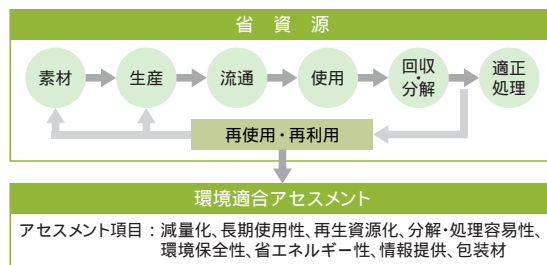 省資源
素材
生産
流通
使用
回収
・分解
適正
処理
再使用・再利用
環境適合アセスメント
アセスメント項目：減量化、長期使用性、再生資源化、分解・処理容易性、
環境保全性、省エネルギー性、情報提供、包装材